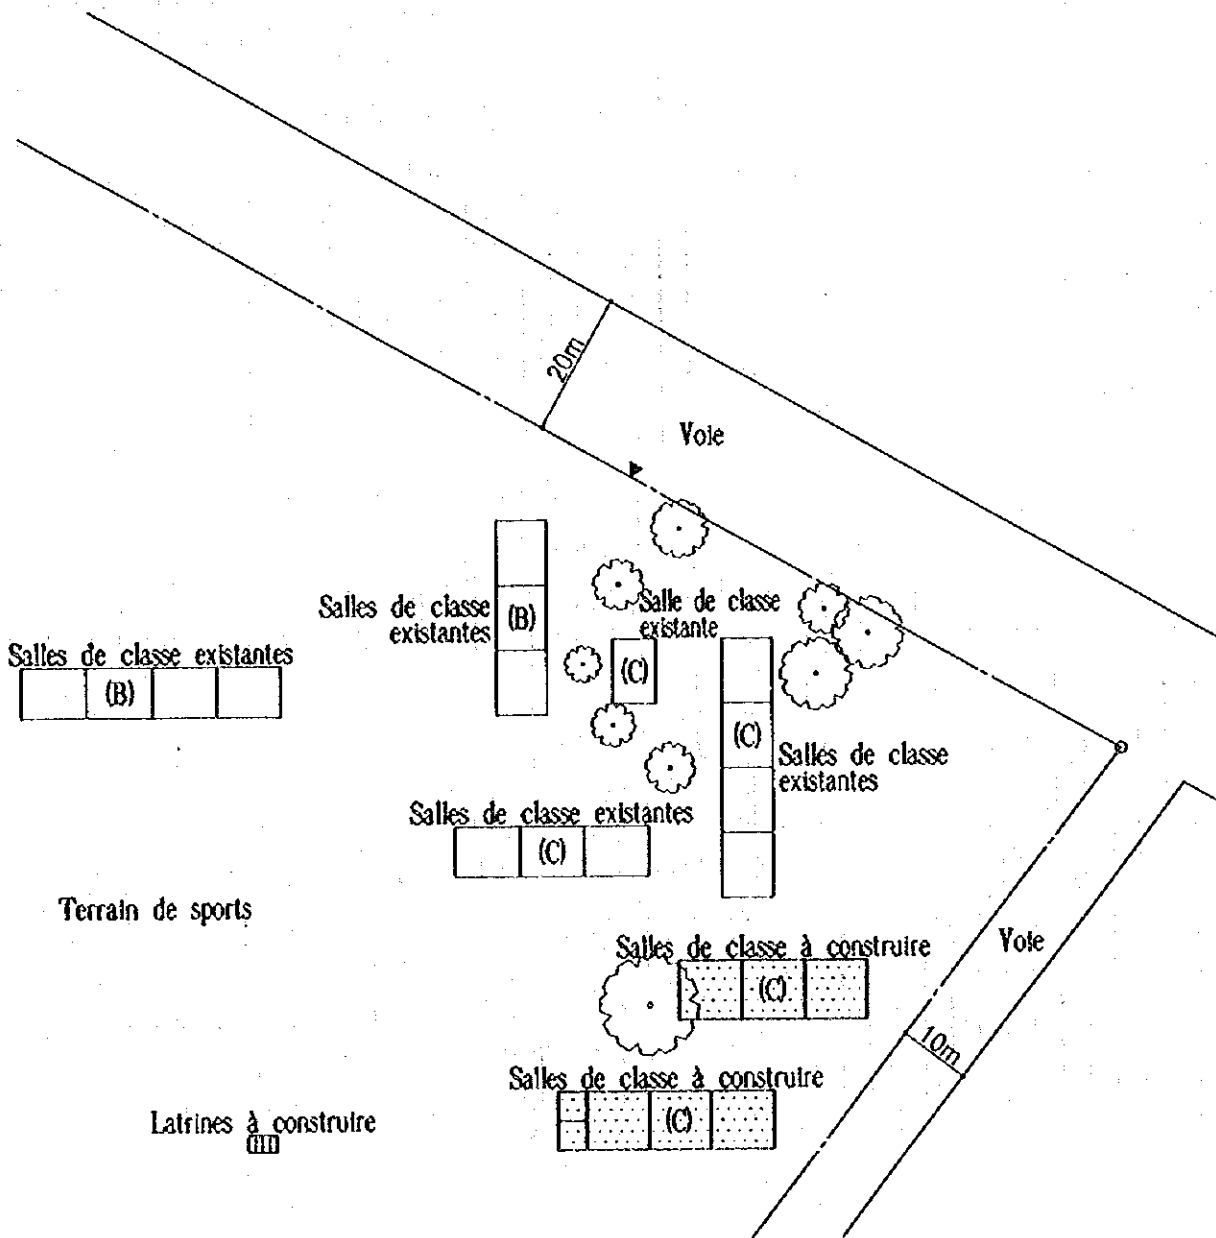 20m
Voie
Salles de classe
existantes
(B)
Salle de classe
existante
(C)
Salles de classe existantes
(B)
(C)
Salles de classe
existantes
Salles de classe existantes
(C)
Terrain de sports
Salles de classe à construire
(C)
Voie
10m
Salles de classe à construire
(C)
Latrines à construire